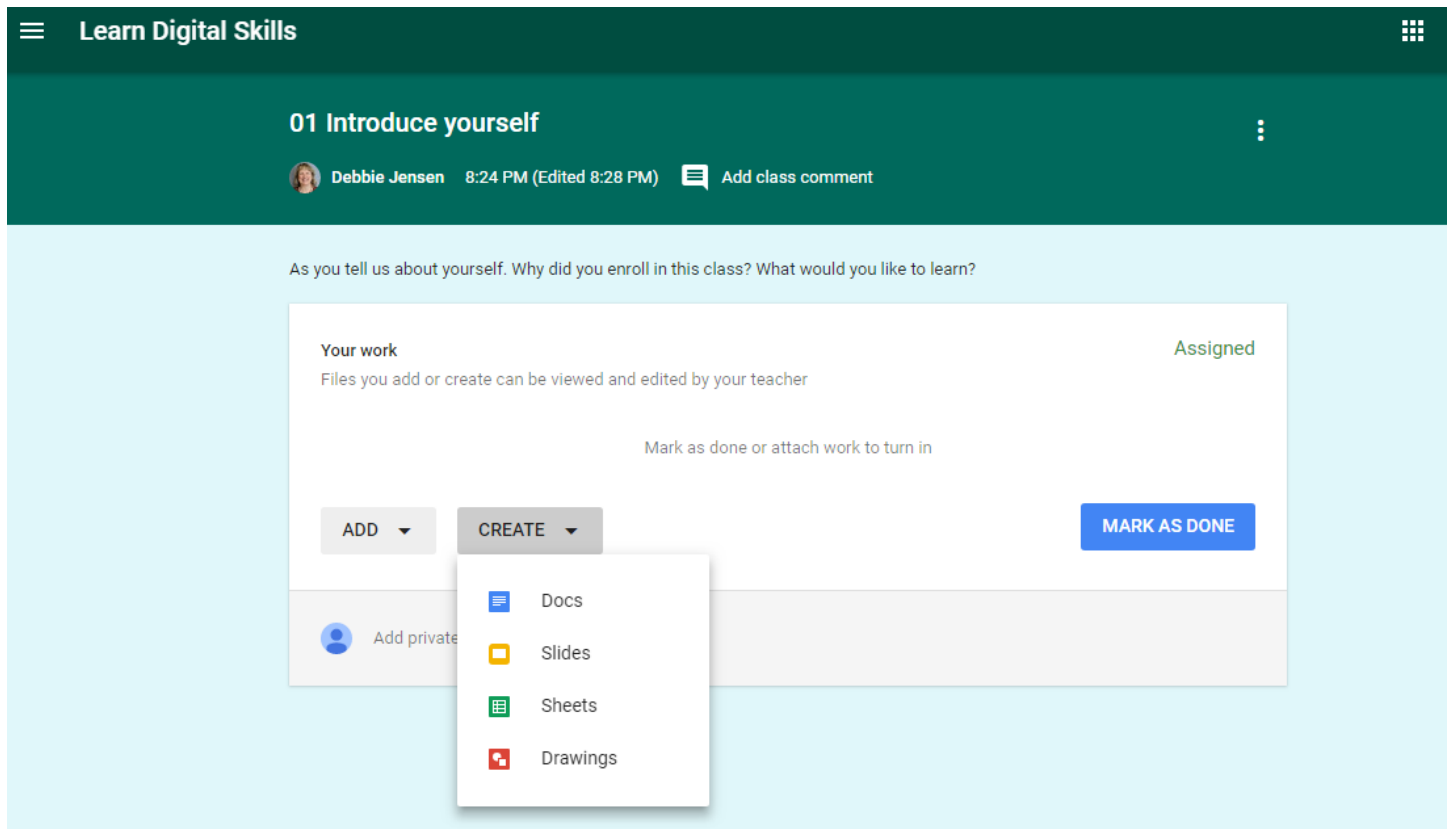 Learn Digital Skills
01 Introduce yourself
Debbie Jensen 8:24 PM (Edited 8:28 PM) Add class comment
As you tell us about yourself. Why did you enroll in this class? What would you like to learn?
Your work Assigned
Files you add or create can be viewed and edited by your teacher
Mark as done or attach work to turn in
ADD CREATE MARK AS DONE
Docs
Add private
Slides
Sheets
Drawings